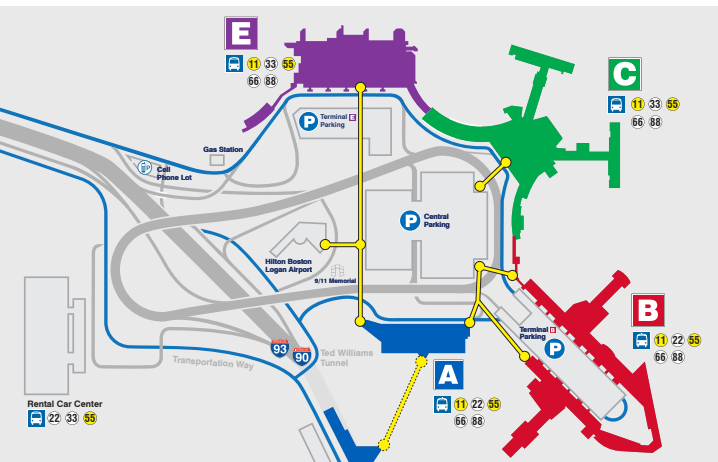 E
11 33 55
66 88
C
11 33 55
66 88
P
Terminal E
Parking
Gas Station
Cell
Phone Lot
P
Central
Parking
Hilton Boston
Logan Airport
9/11 Memorial
B
11 22 55
66 88
Terminal B
Parking
P
93
90
Ted Williams
Tunnel
Transportation Way
A
11 22 55
66 88
Rental Car Center
22 33 55